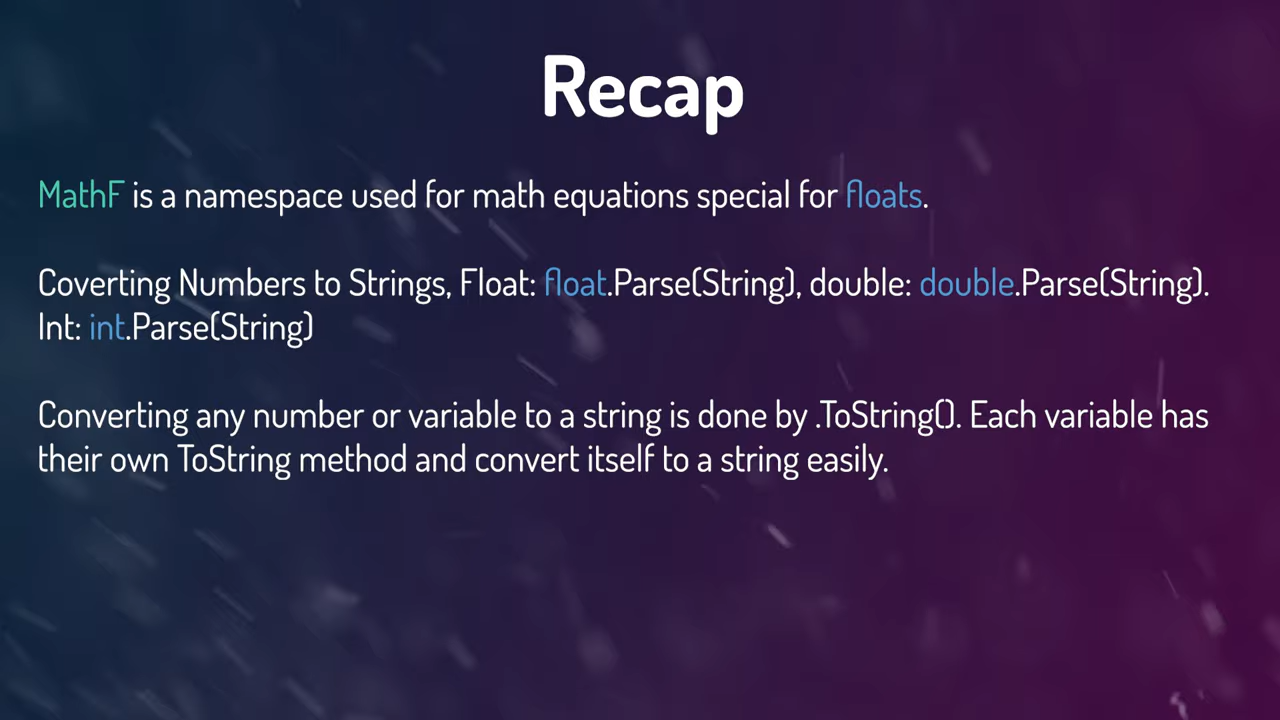 Recap
MathF is a namespace used for math equations special for floats.
Coverting Numbers to Strings, Float: float.Parse(String), double: double.Parse(String).
Int: int.Parse(String)
Converting any number or variable to a string is done by .ToString(). Each variable has
their own ToString method and convert itself to a string easily.